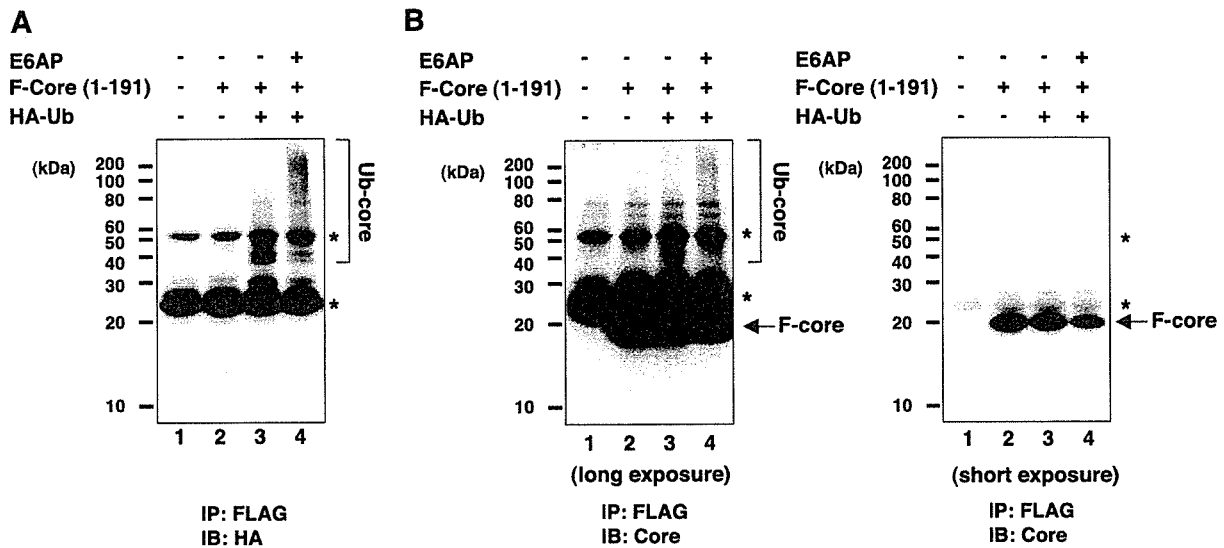 A
E6AP - - - +
F-Core (1-191) - + + +
HA-Ub - - + +
(kDa)
200
100
80
60
50
40
30
20
10
Ub-core
*
*
1 2 3 4
IP: FLAG
IB: HA
B
E6AP - - - +
F-Core (1-191) - + + +
HA-Ub - - + +
(kDa)
200
100
80
60
50
40
30
20
10
Ub-core
*
*
F-core
1 2 3 4
(long exposure)
IP: FLAG
IB: Core
E6AP - - - +
F-Core (1-191) - + + +
HA-Ub - - + +
(kDa)
200
100
80
60
50
40
30
20
10
*
*
F-core
1 2 3 4
(short exposure)
IP: FLAG
IB: Core